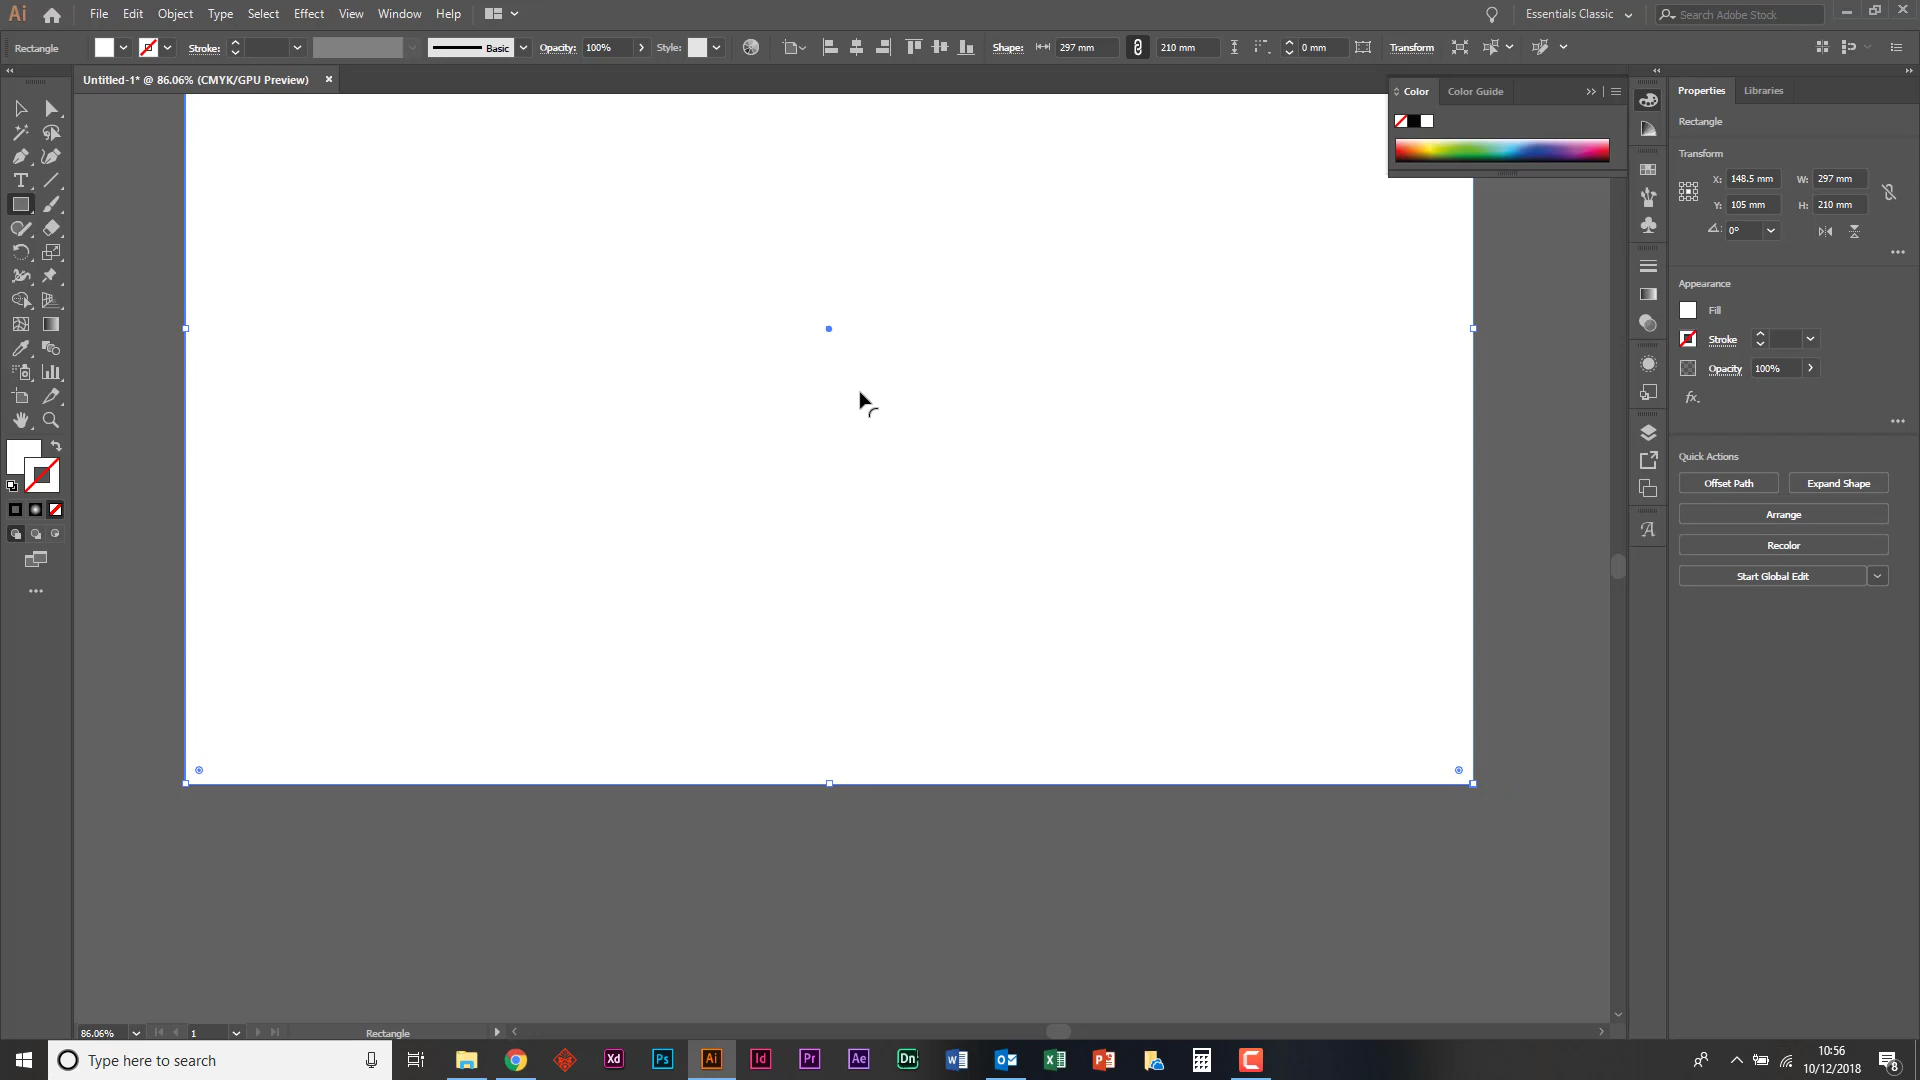 Ai File Edit Object Type Select Effect View Window Help Essentials Classic Search Adobe Stock
Rectangle Stroke: Basic Opacity: 100% Style: Shape: 297 mm 210 mm 0 mm Transform
Untitled-1* @ 86.06% (CMYK/GPU Preview) ×
Color Color Guide
Properties Libraries
Rectangle
Transform
X: 148.5 mm W: 297 mm
Y: 105 mm H: 210 mm
0°
Appearance
Fill
Stroke
Opacity 100%
fx.
Quick Actions
Offset Path Expand Shape
Arrange
Recolor
Start Global Edit
86.06% 1 Rectangle
Type here to search Xd Ps Ai Id Pr Ae Dn
10:56
10/12/2018
8